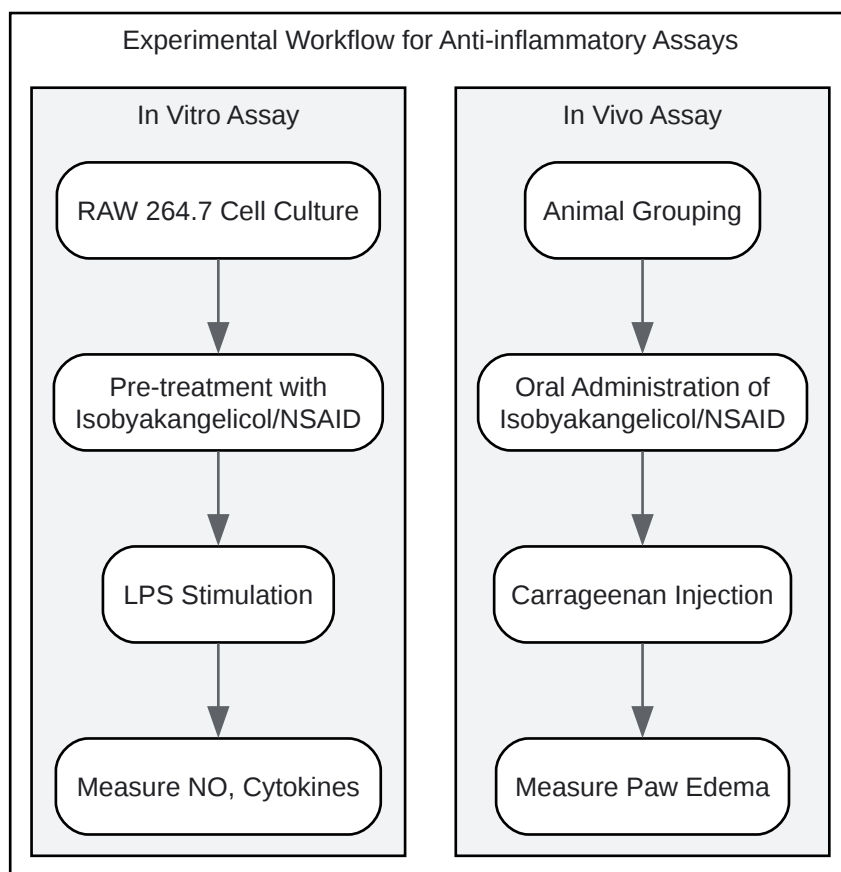 Experimental Workflow for Anti-inflammatory Assays
In Vitro Assay
RAW 264.7 Cell Culture
Pre-treatment with
Isobyakangelicol/NSAID
LPS Stimulation
Measure NO, Cytokines
In Vivo Assay
Animal Grouping
Oral Administration of
Isobyakangelicol/NSAID
Carrageenan Injection
Measure Paw Edema